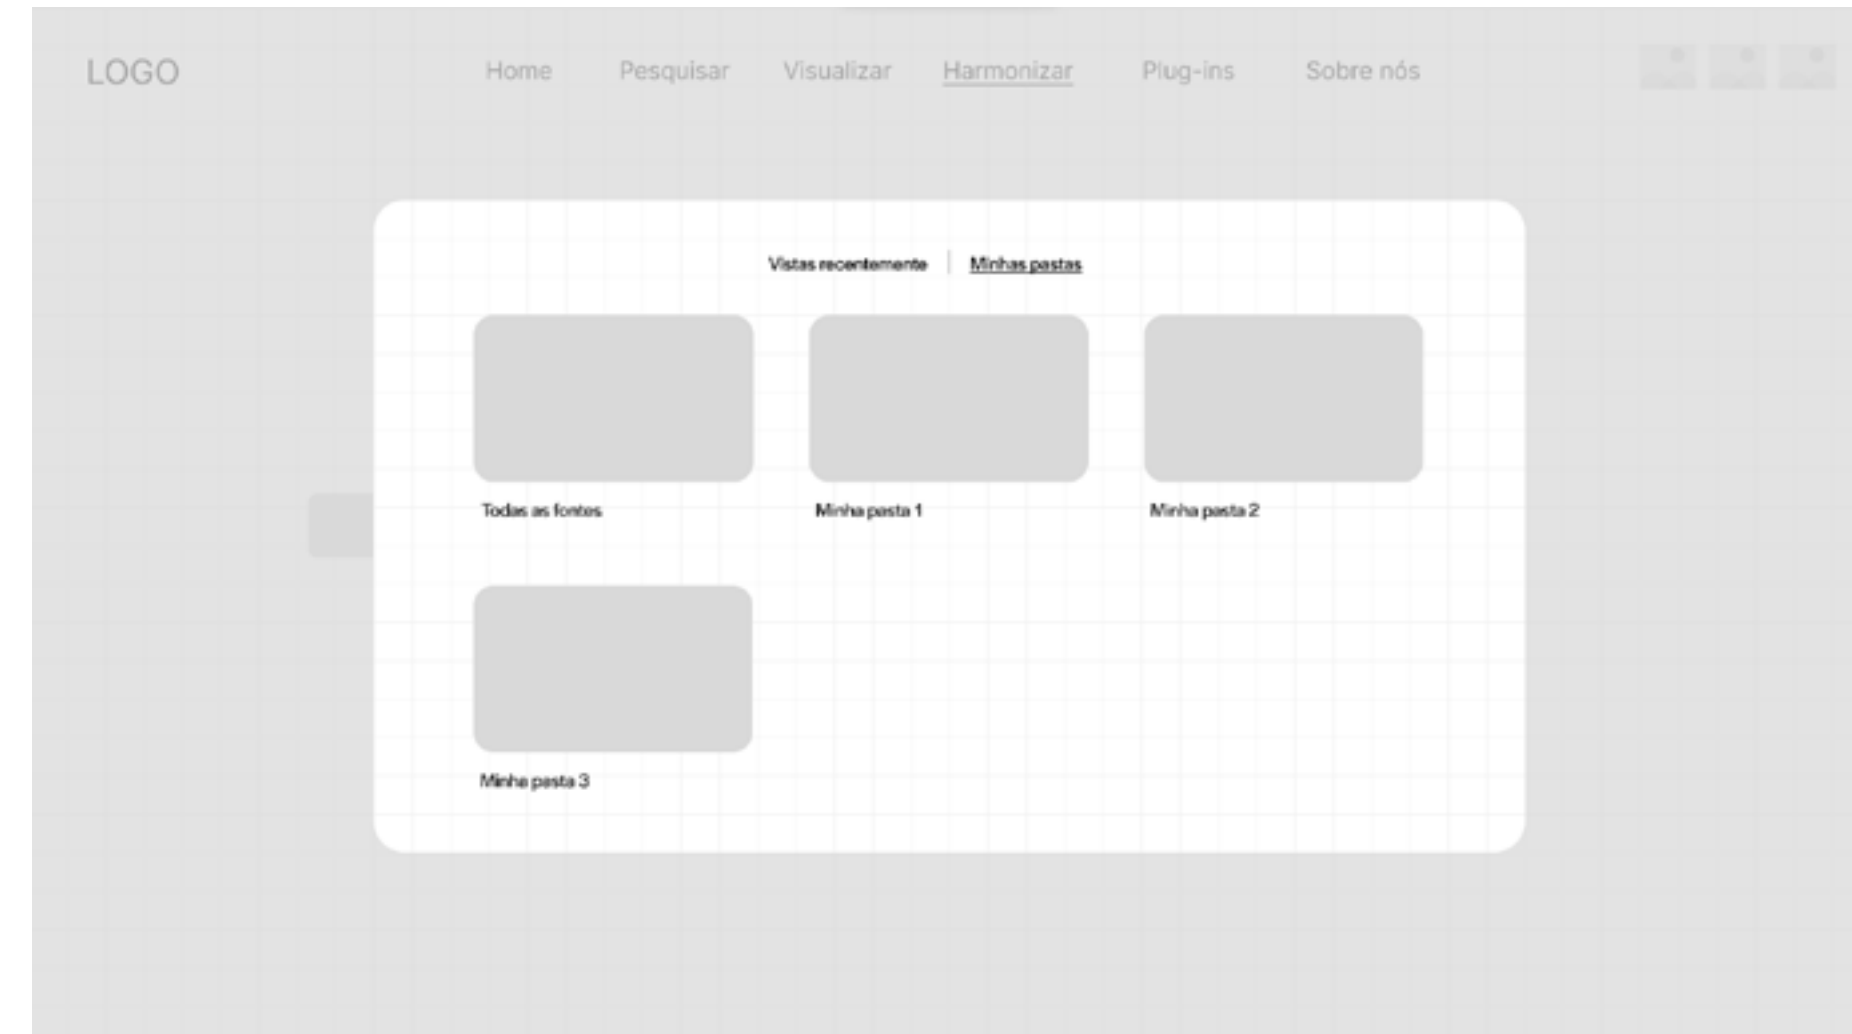 LOGO Home Pesquisar Visualizar Harmonizar Plug-ins Sobre nós
Vistas recentemente Minhas pastas
Todas as fontes Minha pasta 1 Minha pasta 2
Minha pasta 3